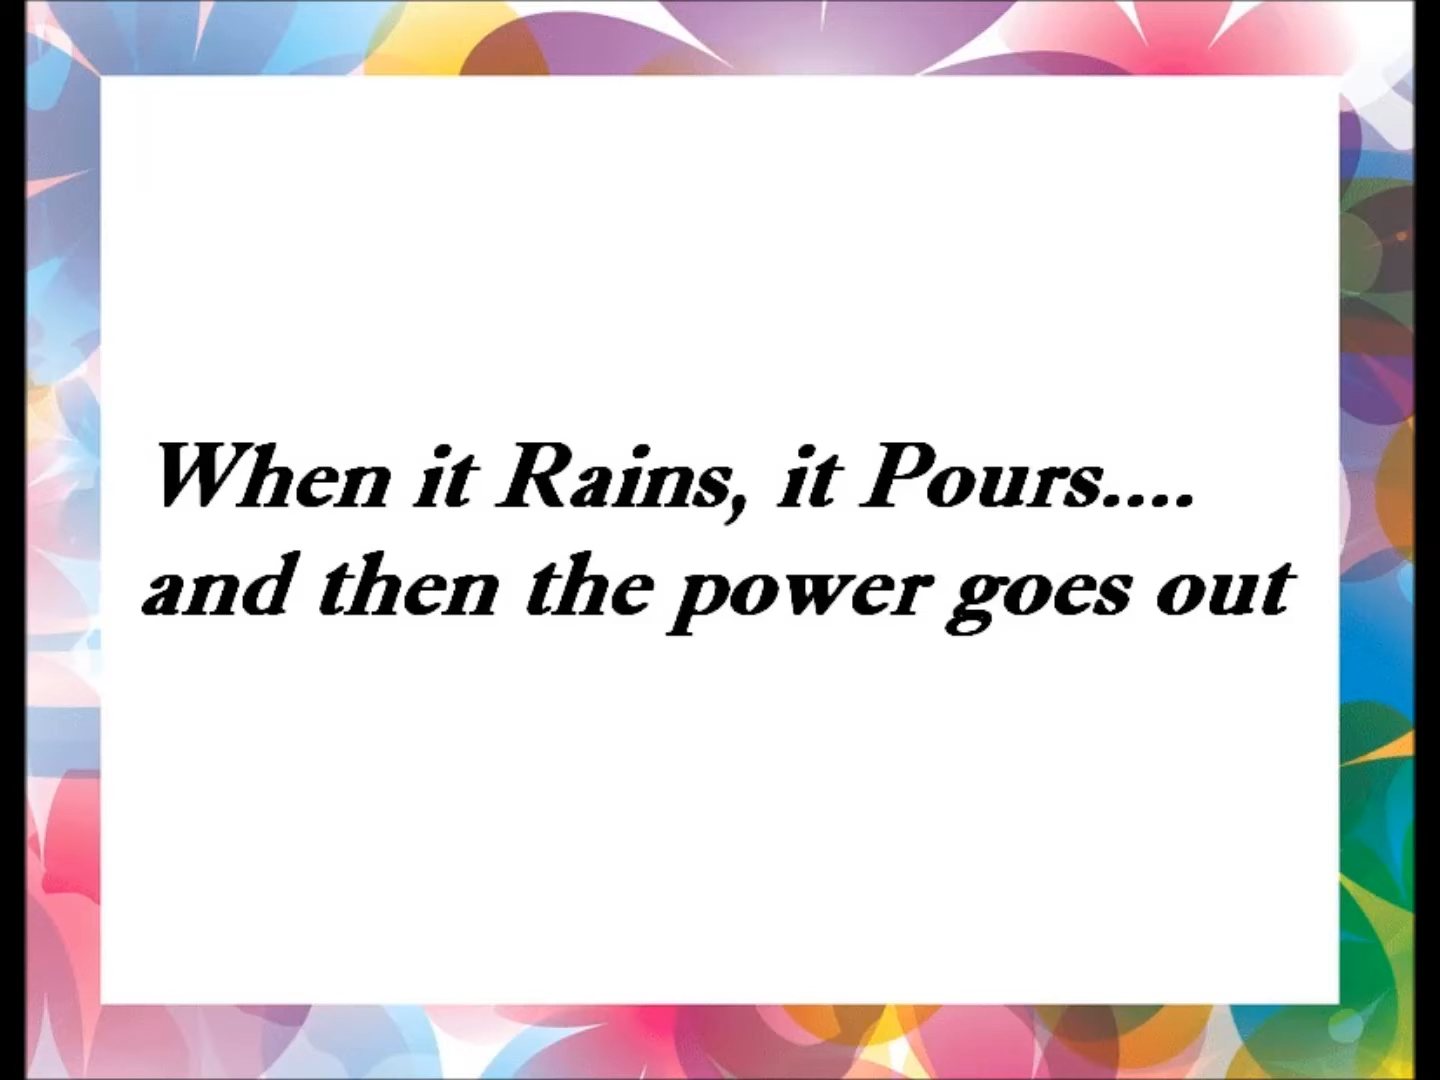 When it Rains, it Pours....
and then the power goes out